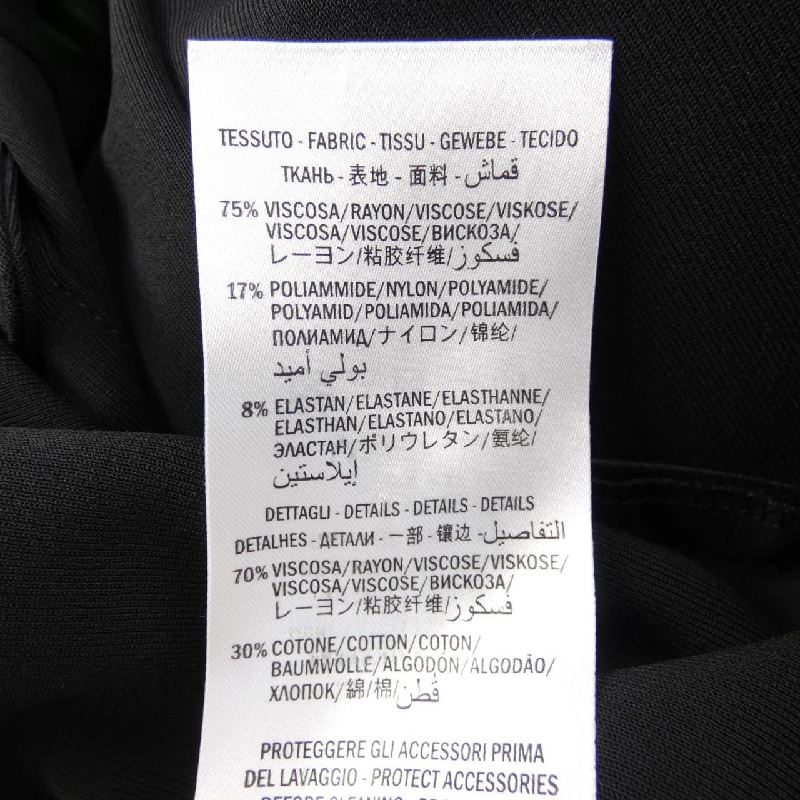 TESSUTO - FABRIC - TISSU - GEWEBE - TECIDO
ТКАНЬ - 表地 - 面料 - قماش
75% VISCOSA/RAYON/VISCOSE/VISKOSE/
VISCOSA/VISCOSE/ВИСКОЗА/
レーヨン/粘胶纤维/فسكوز
17% POLIAMMIDE/NYLON/POLYAMIDE/
POLYAMID/POLIAMIDA/POLIAMIDA/
ПОЛИАМИД/ナイロン/锦纶/
بولي أميد
8% ELASTAN/ELASTANE/ELASTHANNE/
ELASTHAN/ELASTANO/ELASTANO/
ЭЛАСТАН/ポリウレタン/氨纶/
إيلاستين
DETTAGLI - DETAILS - DETAILS - DETAILS
DETALHES - ДЕТАЛИ - 一部 - 镶边 - التفاصيل
70% VISCOSA/RAYON/VISCOSE/VISKOSE/
VISCOSA/VISCOSE/ВИСКОЗА/
レーヨン/粘胶纤维/فسكوز
30% COTONE/COTTON/COTON/
BAUMWOLLE/ALGODÓN/ALGODÃO/
ХЛОПОК/綿/棉/قطن
PROTEGGERE GLI ACCESSORI PRIMA
DEL LAVAGGIO - PROTECT ACCESSORIES
BEFORE CLEANING